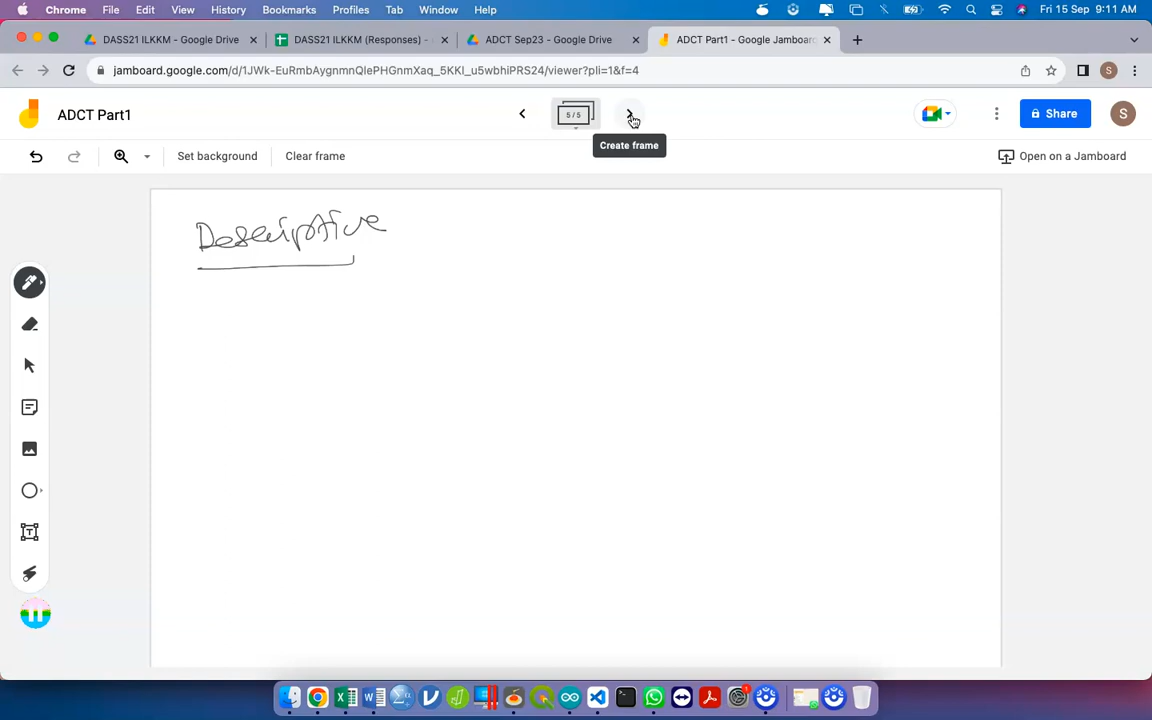 Chrome File Edit View History Bookmarks Profiles Tab Window Help Fri 15 Sep 9:11 AM
DASS21 ILKKM - Google Drive DASS21 ILKKM (Responses) - ADCT Sep23 - Google Drive ADCT Part1 - Google Jamboard
jamboard.google.com/d/1JWk-EuRmbAygnmnQIePHGnmXaq_5KKI_u5wbhiPRS24/viewer?pli=1&f=4 S
ADCT Part1 5 / 5 Share S
Create frame
Set background Clear frame Open on a Jamboard
Descriptive